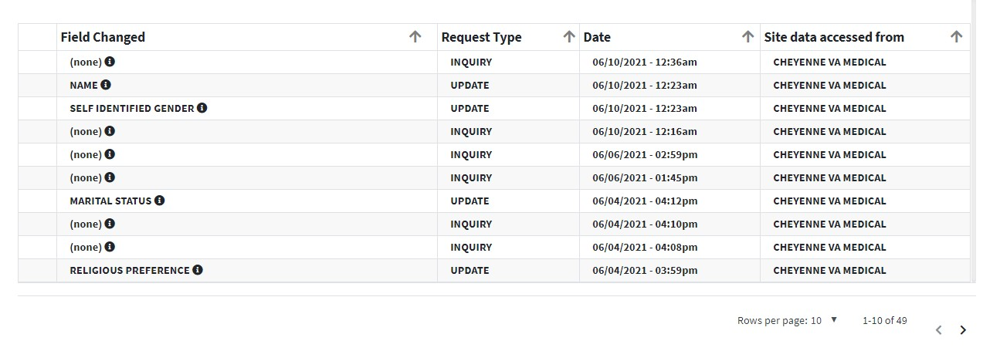 Field Changed Request Type Date Site data accessed from
(none) INQUIRY 06/10/2021 - 12:36am CHEYENNE VA MEDICAL
NAME UPDATE 06/10/2021 - 12:23am CHEYENNE VA MEDICAL
SELF IDENTIFIED GENDER UPDATE 06/10/2021 - 12:23am CHEYENNE VA MEDICAL
(none) INQUIRY 06/10/2021 - 12:16am CHEYENNE VA MEDICAL
(none) INQUIRY 06/06/2021 - 02:59pm CHEYENNE VA MEDICAL
(none) INQUIRY 06/06/2021 - 01:45pm CHEYENNE VA MEDICAL
MARITAL STATUS UPDATE 06/04/2021 - 04:12pm CHEYENNE VA MEDICAL
(none) INQUIRY 06/04/2021 - 04:10pm CHEYENNE VA MEDICAL
(none) INQUIRY 06/04/2021 - 04:08pm CHEYENNE VA MEDICAL
RELIGIOUS PREFERENCE UPDATE 06/04/2021 - 03:59pm CHEYENNE VA MEDICAL
Rows per page: 10 1-10 of 49